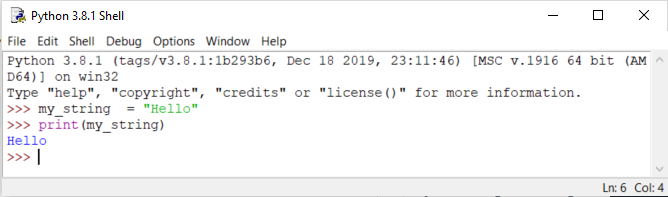 Python 3.8.1 Shell
File Edit Shell Debug Options Window Help
Python 3.8.1 (tags/v3.8.1:1b293b6, Dec 18 2019, 23:11:46) [MSC v.1916 64 bit (AM
D64)] on win32
Type "help", "copyright", "credits" or "license()" for more information.
>>> my_string  = "Hello"
>>> print(my_string)
Hello
>>>
Ln: 6 Col: 4